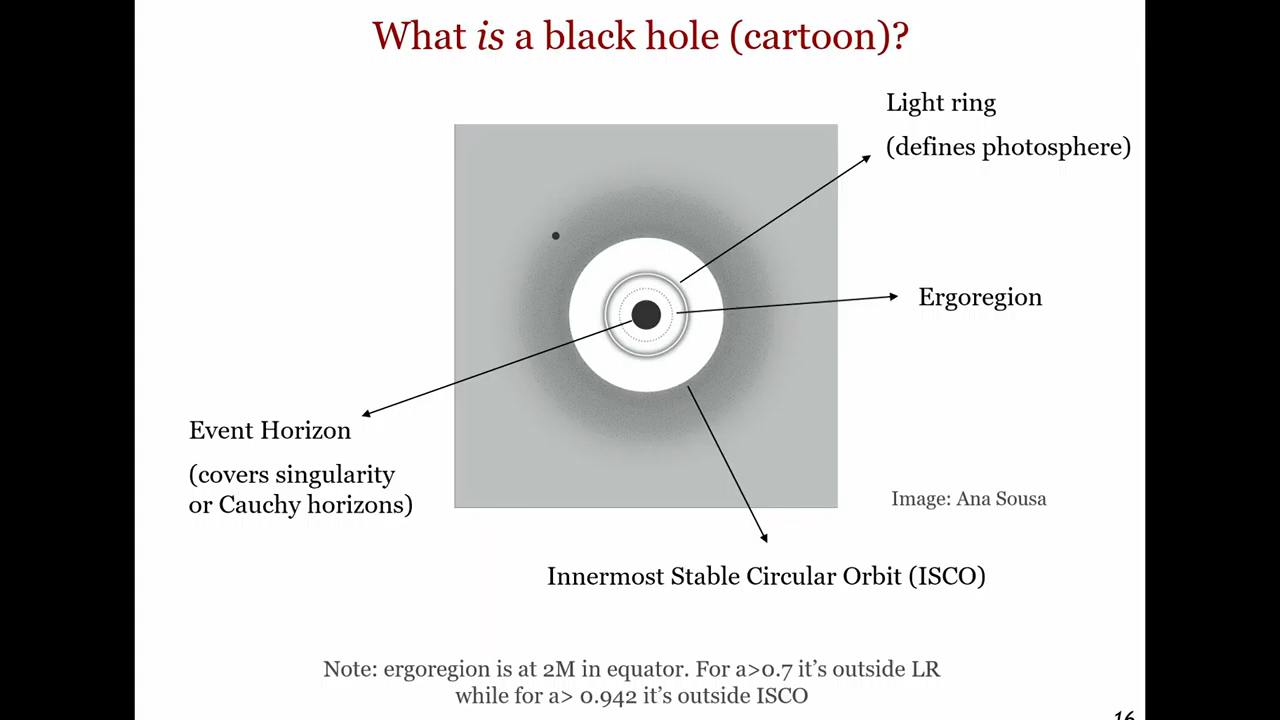 What is a black hole (cartoon)?
Light ring
(defines photosphere)
Ergoregion
Event Horizon
(covers singularity
or Cauchy horizons)
Image: Ana Sousa
Innermost Stable Circular Orbit (ISCO)
Note: ergoregion is at 2M in equator. For a>0.7 it’s outside LR
while for a> 0.942 it’s outside ISCO
16